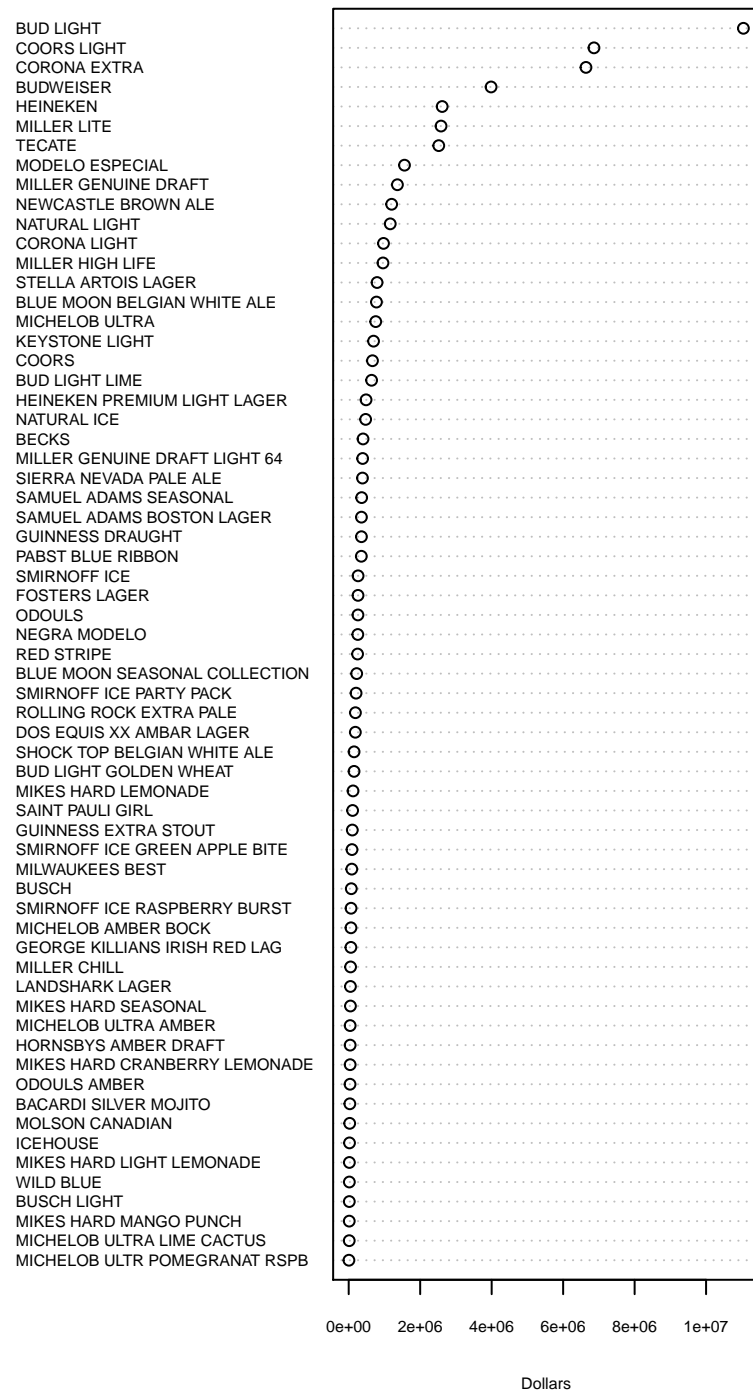 BUD LIGHT
COORS LIGHT
CORONA EXTRA
BUDWEISER
HEINEKEN
MILLER LITE
TECATE
MODELO ESPECIAL
MILLER GENUINE DRAFT
NEWCASTLE BROWN ALE
NATURAL LIGHT
CORONA LIGHT
MILLER HIGH LIFE
STELLA ARTOIS LAGER
BLUE MOON BELGIAN WHITE ALE
MICHELOB ULTRA
KEYSTONE LIGHT
COORS
BUD LIGHT LIME
HEINEKEN PREMIUM LIGHT LAGER
NATURAL ICE
BECKS
MILLER GENUINE DRAFT LIGHT 64
SIERRA NEVADA PALE ALE
SAMUEL ADAMS SEASONAL
SAMUEL ADAMS BOSTON LAGER
GUINNESS DRAUGHT
PABST BLUE RIBBON
SMIRNOFF ICE
FOSTERS LAGER
ODOULS
NEGRA MODELO
RED STRIPE
BLUE MOON SEASONAL COLLECTION
SMIRNOFF ICE PARTY PACK
ROLLING ROCK EXTRA PALE
DOS EQUIS XX AMBAR LAGER
SHOCK TOP BELGIAN WHITE ALE
BUD LIGHT GOLDEN WHEAT
MIKES HARD LEMONADE
SAINT PAULI GIRL
GUINNESS EXTRA STOUT
SMIRNOFF ICE GREEN APPLE BITE
MILWAUKEES BEST
BUSCH
SMIRNOFF ICE RASPBERRY BURST
MICHELOB AMBER BOCK
GEORGE KILLIANS IRISH RED LAG
MILLER CHILL
LANDSHARK LAGER
MIKES HARD SEASONAL
MICHELOB ULTRA AMBER
HORNSBYS AMBER DRAFT
MIKES HARD CRANBERRY LEMONADE
ODOULS AMBER
BACARDI SILVER MOJITO
MOLSON CANADIAN
ICEHOUSE
MIKES HARD LIGHT LEMONADE
WILD BLUE
BUSCH LIGHT
MIKES HARD MANGO PUNCH
MICHELOB ULTRA LIME CACTUS
MICHELOB ULTR POMEGRANAT RSPB
0e+00 2e+06 4e+06 6e+06 8e+06 1e+07
Dollars